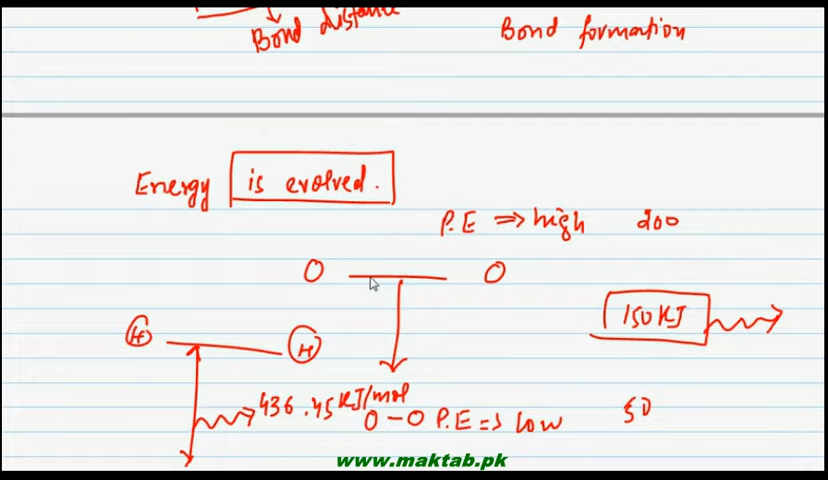 Bond distance
Bond formation
Energy is evolved.
P.E ⇒ high 200
O — O
150 KJ
H — H
436.45 KJ/mol
O – O P.E ⇒ low 50
www.maktab.pk